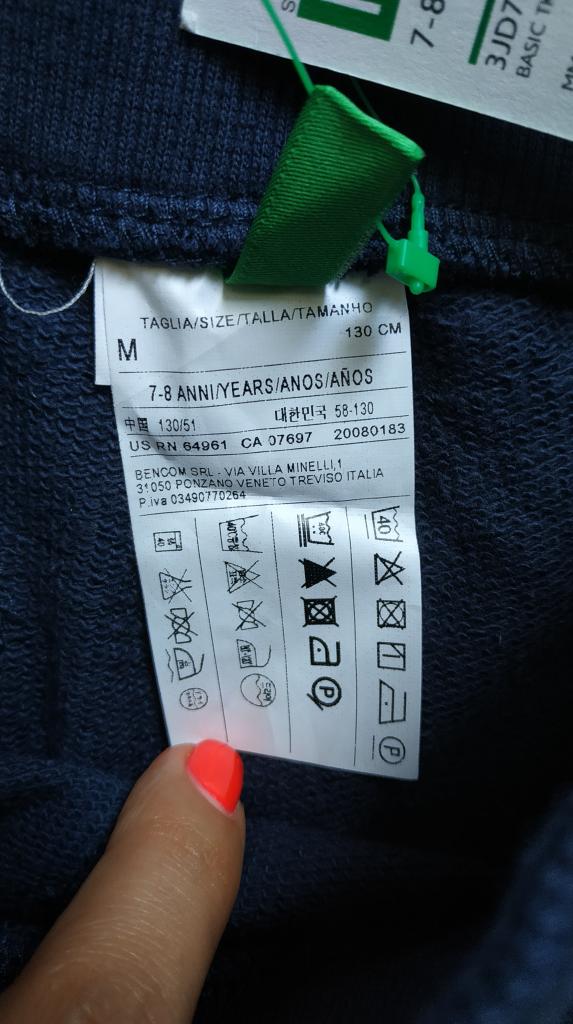 7-8
3JD7
BASIC
TAGLIA/SIZE/TALLA/TAMANHO
M
130 CM
7-8 ANNI/YEARS/ANOS/AÑOS
中国 130/51 대한민국 58-130
US RN 64961 CA 07697 20080183
BENCOM SRL - VIA VILLA MINELLI,1
31050 PONZANO VENETO TREVISO ITALIA
P.iva 03490770264
40
P
P